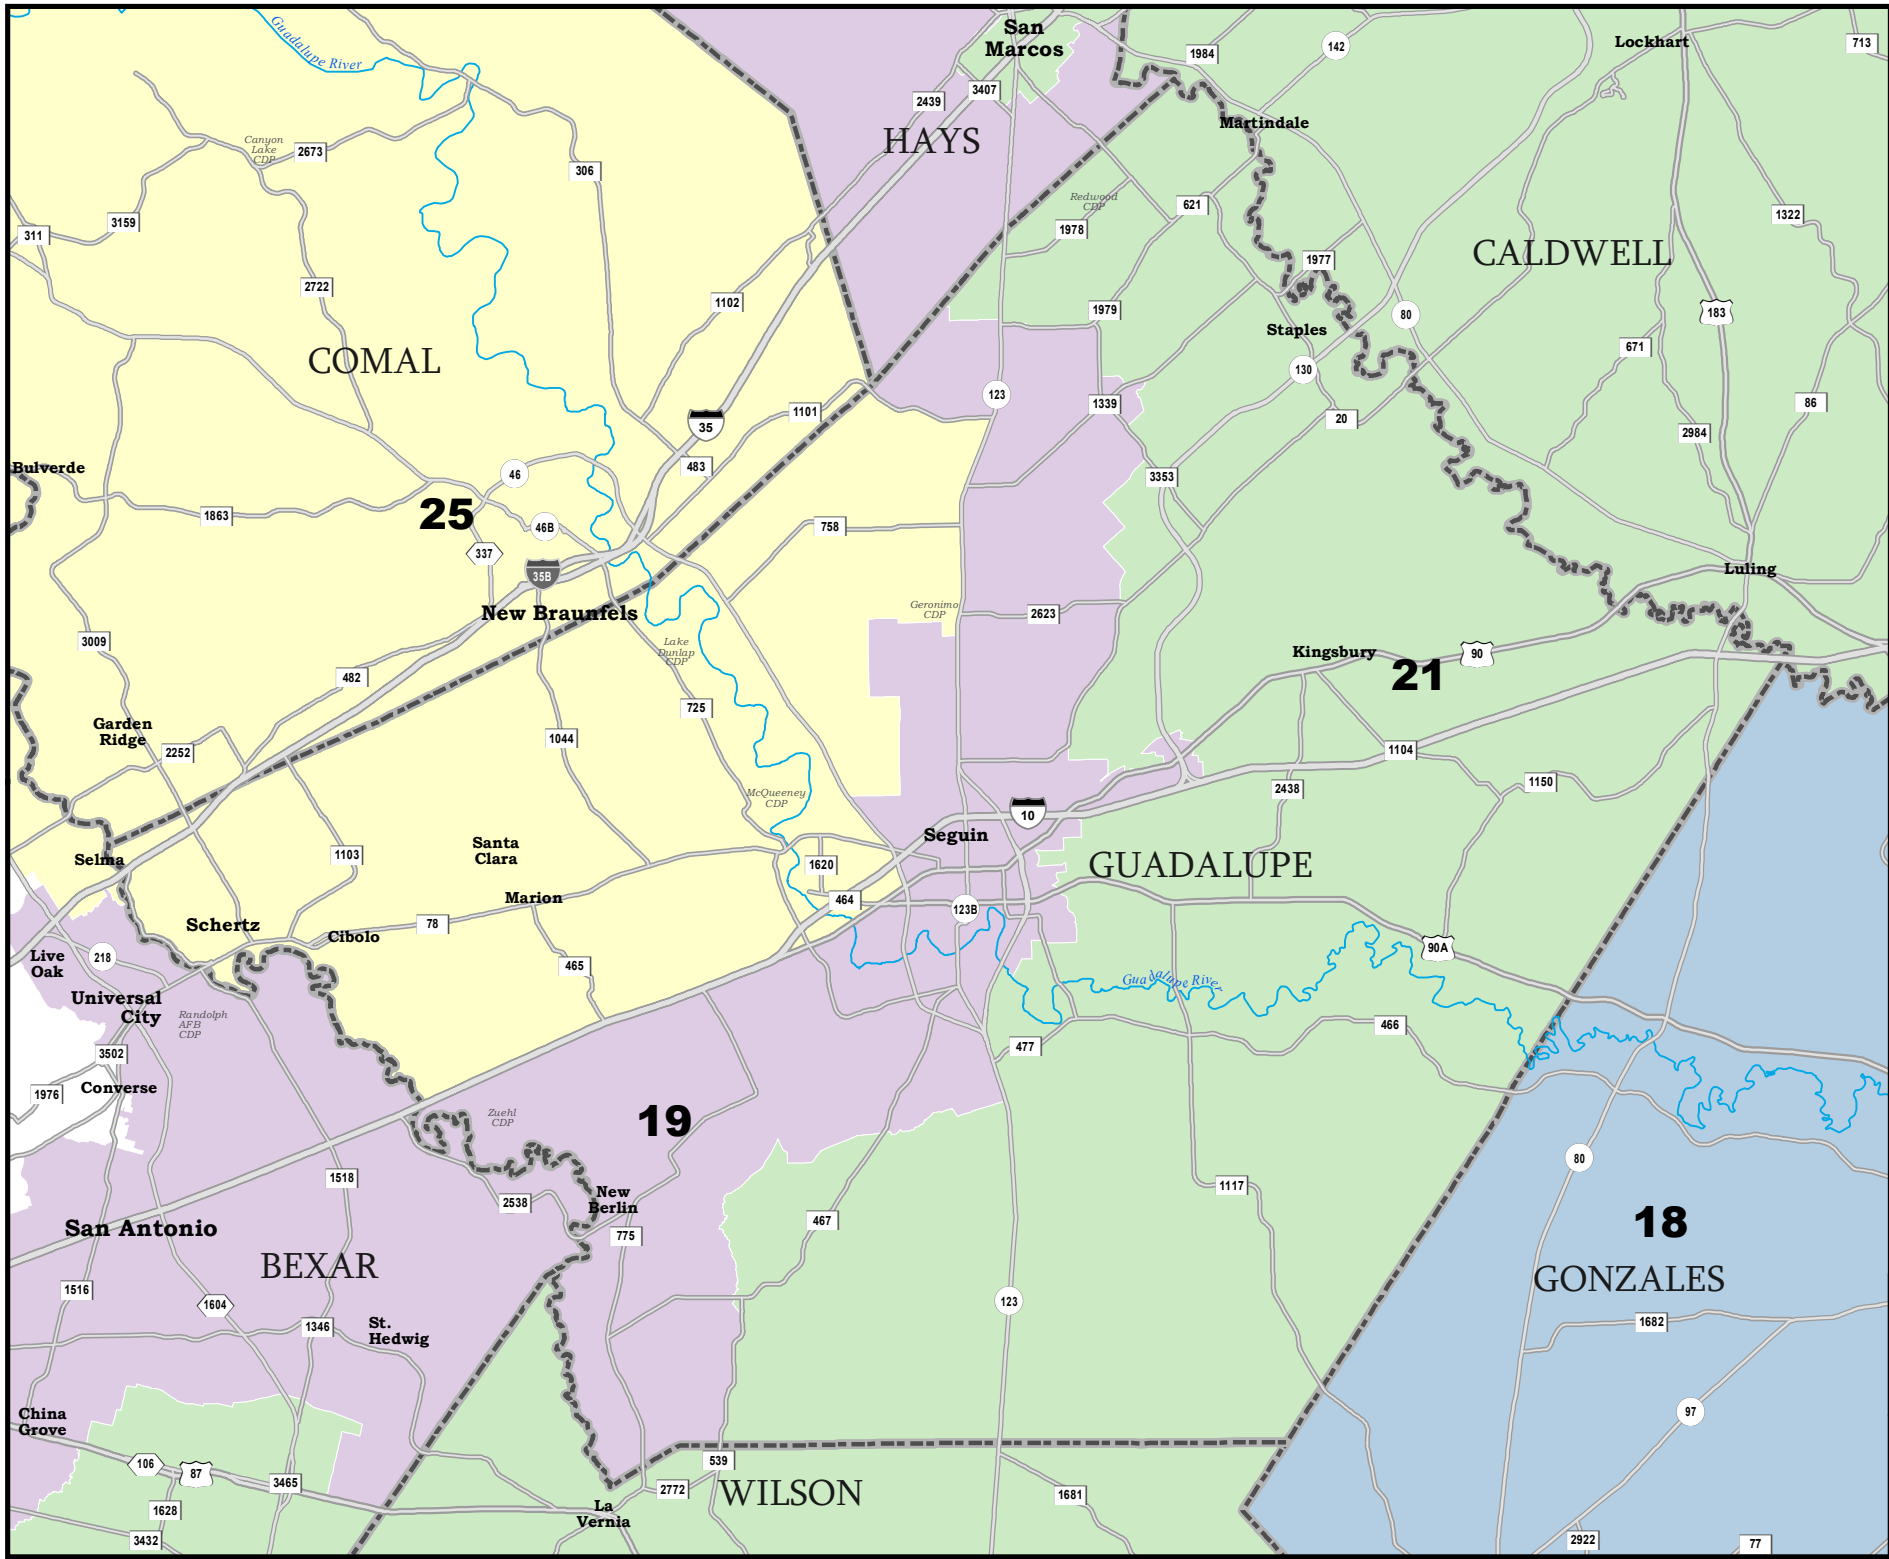 Guadalupe River
San
Marcos
1984
142
Lockhart
713
2439
3407
HAYS
Martindale
Canyon
Lake
CDP
2673
306
Redwood
CDP
621
1978
1322
3159
311
CALDWELL
1977
2722
1102
1979
80
183
Staples
671
COMAL
130
123
1339
86
1101
20
35
2984
Bulverde
483
46
3353
25
1863
46B
758
337
35B
Luling
New Braunfels
Geronimo
CDP
2623
3009
Lake
Dunlap
CDP
Kingsbury
90
21
482
725
Garden
Ridge
2252
1044
1104
1150
McQueeney
CDP
2438
10
Seguin
Santa
Clara
Selma
1103
1620
GUADALUPE
Marion
464
123B
Schertz
78
Cibolo
90A
Live
Oak
218
465
Guadalupe River
Universal
City
Randolph
AFB
CDP
466
3502
477
Converse
1976
Zuehl
CDP
19
80
1518
1117
New
Berlin
2538
San Antonio
467
18
775
BEXAR
GONZALES
1516
1604
123
1346
St.
Hedwig
1682
China
Grove
97
106
87
539
3465
2772
WILSON
1681
1628
La
Vernia
3432
2922
77